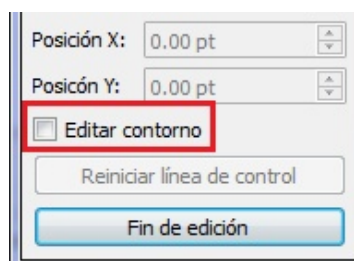 Posición X: 0.00 pt
Posicón Y: 0.00 pt
Editar contorno
Reiniciar línea de control
Fin de edición